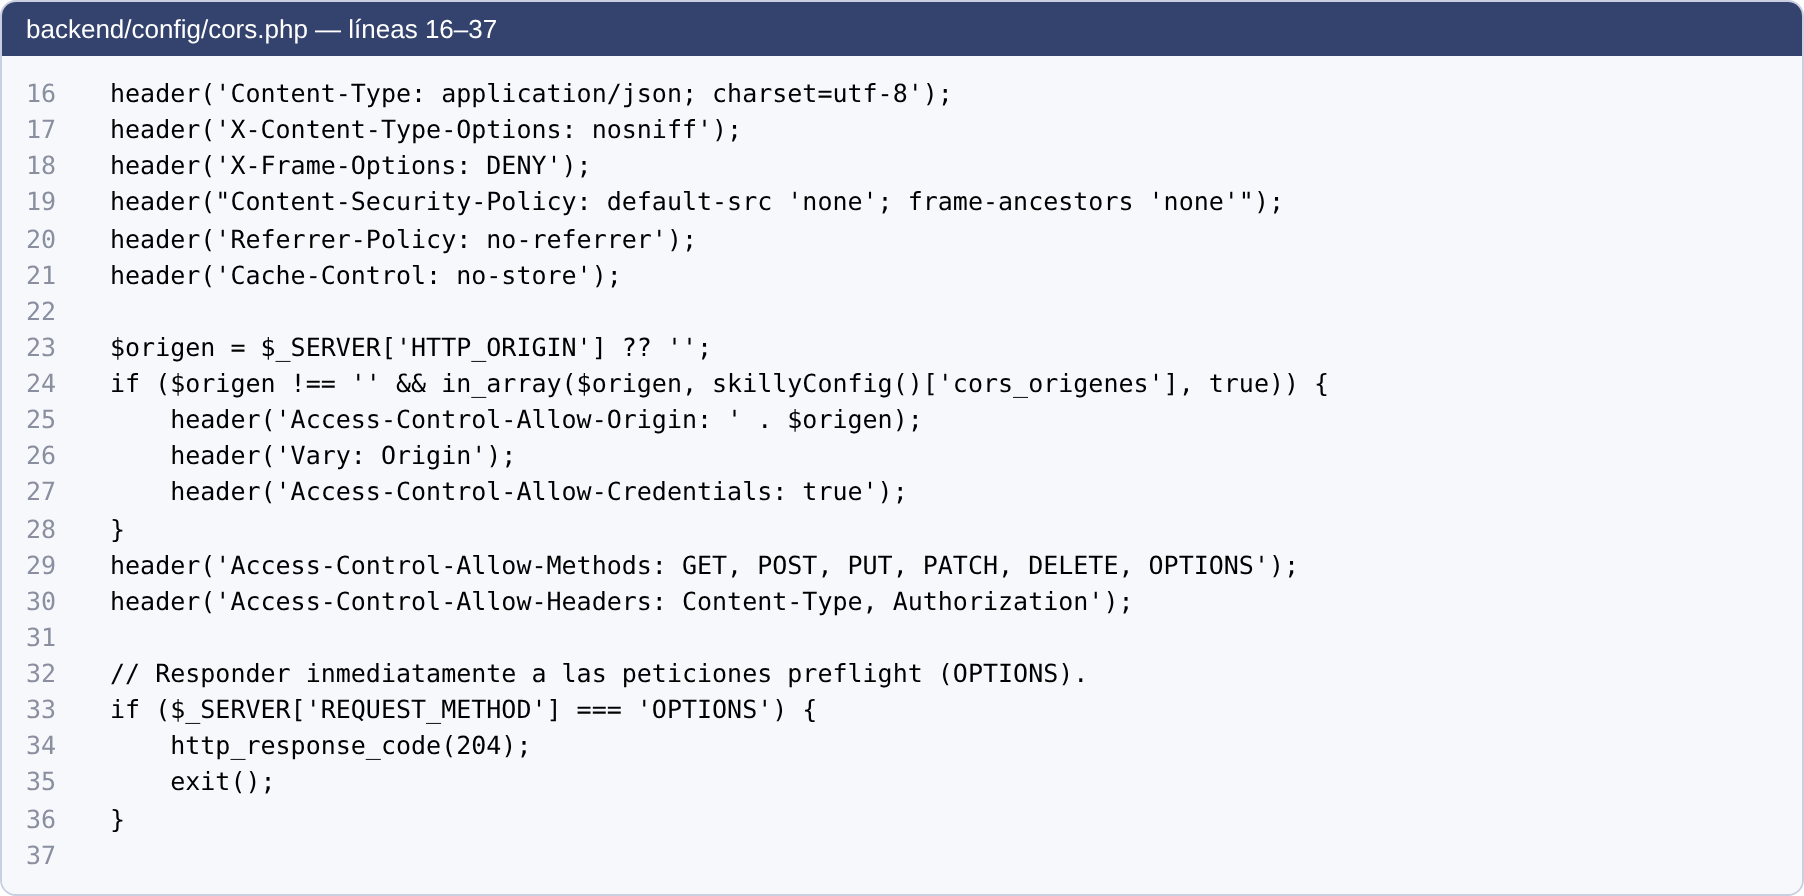 backend/config/cors.php — líneas 16–37
16 header('Content-Type: application/json; charset=utf-8');
17 header('X-Content-Type-Options: nosniff');
18 header('X-Frame-Options: DENY');
19 header("Content-Security-Policy: default-src 'none'; frame-ancestors 'none'");
20 header('Referrer-Policy: no-referrer');
21 header('Cache-Control: no-store');
22
23 $origen = $_SERVER['HTTP_ORIGIN'] ?? '';
24 if ($origen !== '' && in_array($origen, skillyConfig()['cors_origenes'], true)) {
25     header('Access-Control-Allow-Origin: ' . $origen);
26     header('Vary: Origin');
27     header('Access-Control-Allow-Credentials: true');
28 }
29 header('Access-Control-Allow-Methods: GET, POST, PUT, PATCH, DELETE, OPTIONS');
30 header('Access-Control-Allow-Headers: Content-Type, Authorization');
31
32 // Responder inmediatamente a las peticiones preflight (OPTIONS).
33 if ($_SERVER['REQUEST_METHOD'] === 'OPTIONS') {
34     http_response_code(204);
35     exit();
36 }
37